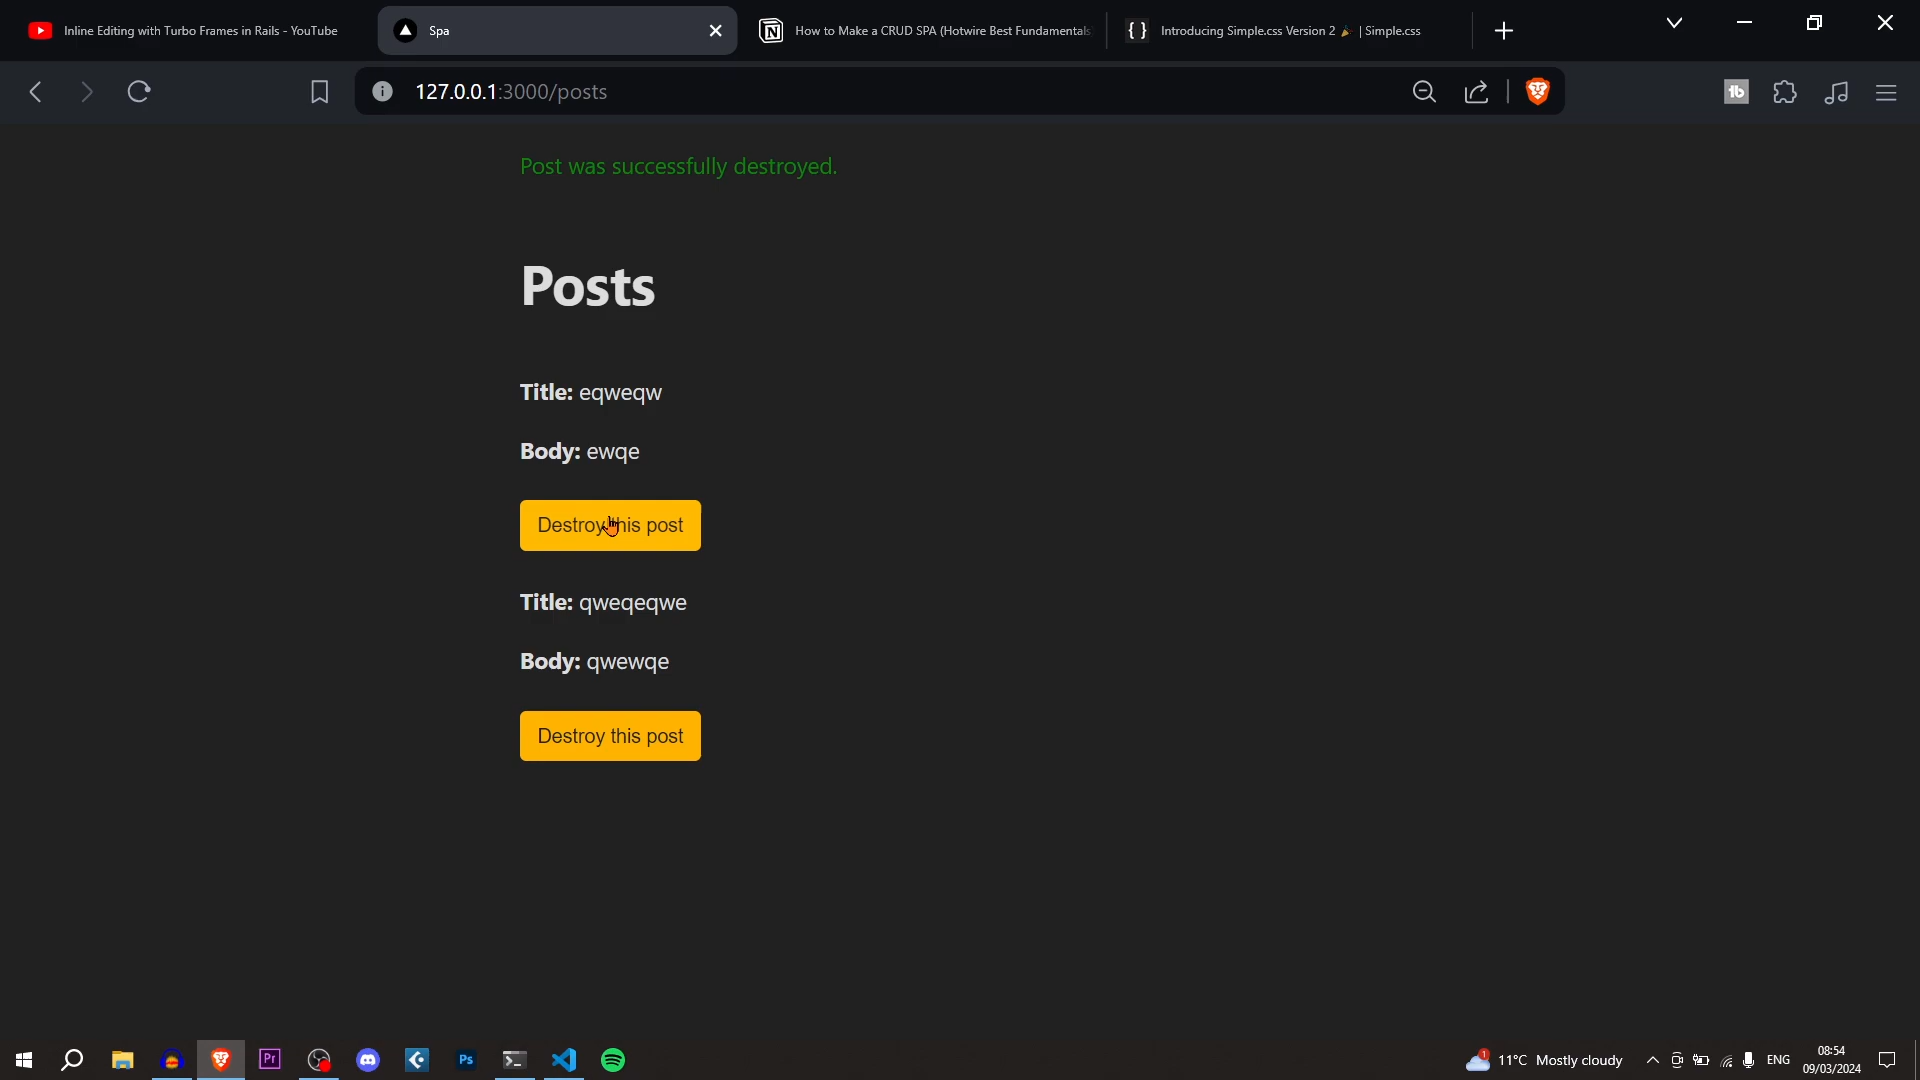 Inline Editing with Turbo Frames in Rails - YouTube
Spa
How to Make a CRUD SPA (Hotwire Best Fundamentals
Introducing Simple.css Version 2 🎉 | Simple.css
127.0.0.1:3000/posts
Post was successfully destroyed.
Posts
Title: eqweqw
Body: ewqe
Destroy this post
Title: qweqeqwe
Body: qwewqe
Destroy this post
Pr
Ps
1
11°C Mostly cloudy
ENG
08:54
09/03/2024